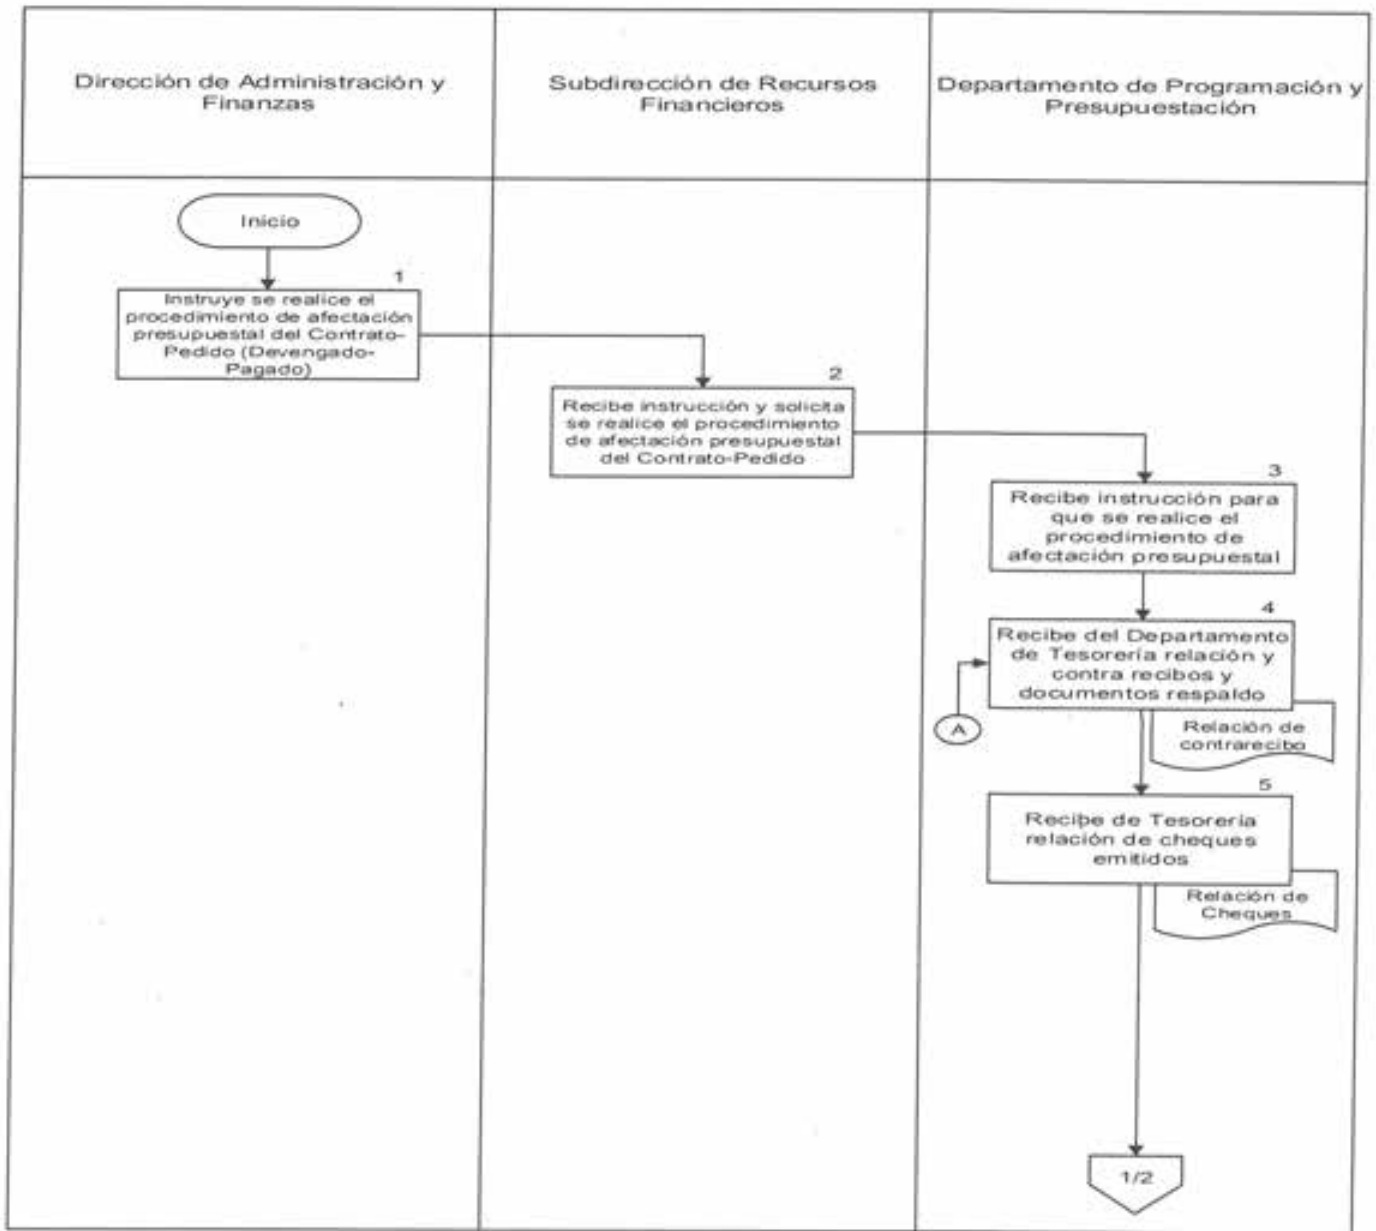 Dirección de Administración y
Finanzas
Subdirección de Recursos
Financieros
Departamento de Programación y
Presupuestación
Inicio
1
Instruye se realice el
procedimiento de afectación
presupuestal del Contrato-
Pedido (Devengado-
Pagado)
2
Recibe instrucción y solicita
se realice el procedimiento
de afectación presupuestal
del Contrato-Pedido
3
Recibe instrucción para
que se realice el
procedimiento de
afectación presupuestal
4
Recibe del Departamento
de Tesorería relación y
contra recibos y
documentos respaldo
A
Relación de
contrarecibo
5
Recibe de Tesorería
relación de cheques
emitidos
Relación de
Cheques
1/2